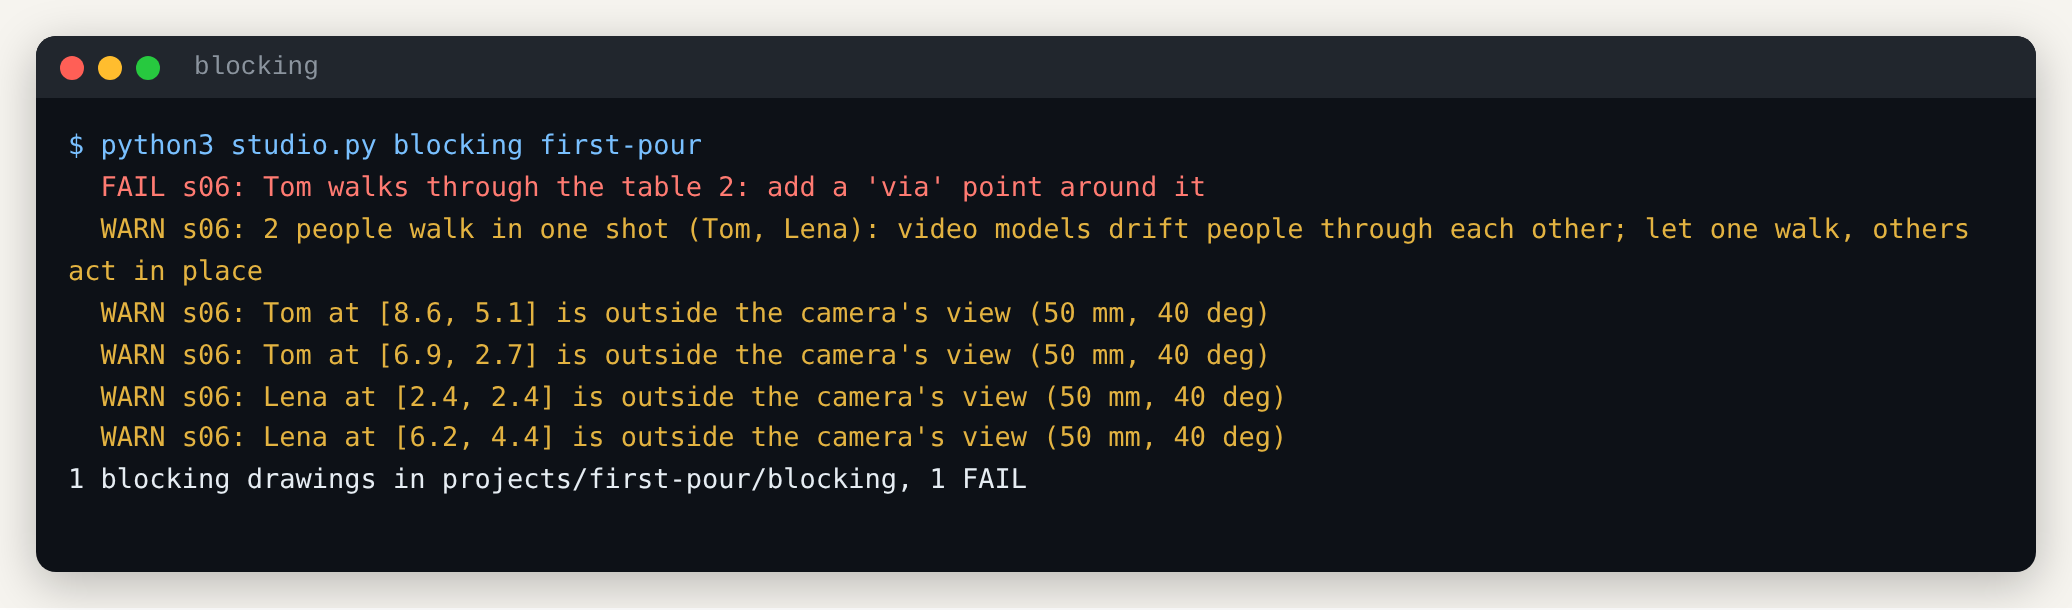 blocking
$ python3 studio.py blocking first-pour
FAIL s06: Tom walks through the table 2: add a 'via' point around it
WARN s06: 2 people walk in one shot (Tom, Lena): video models drift people through each other; let one walk, others
act in place
WARN s06: Tom at [8.6, 5.1] is outside the camera's view (50 mm, 40 deg)
WARN s06: Tom at [6.9, 2.7] is outside the camera's view (50 mm, 40 deg)
WARN s06: Lena at [2.4, 2.4] is outside the camera's view (50 mm, 40 deg)
WARN s06: Lena at [6.2, 4.4] is outside the camera's view (50 mm, 40 deg)
1 blocking drawings in projects/first-pour/blocking, 1 FAIL